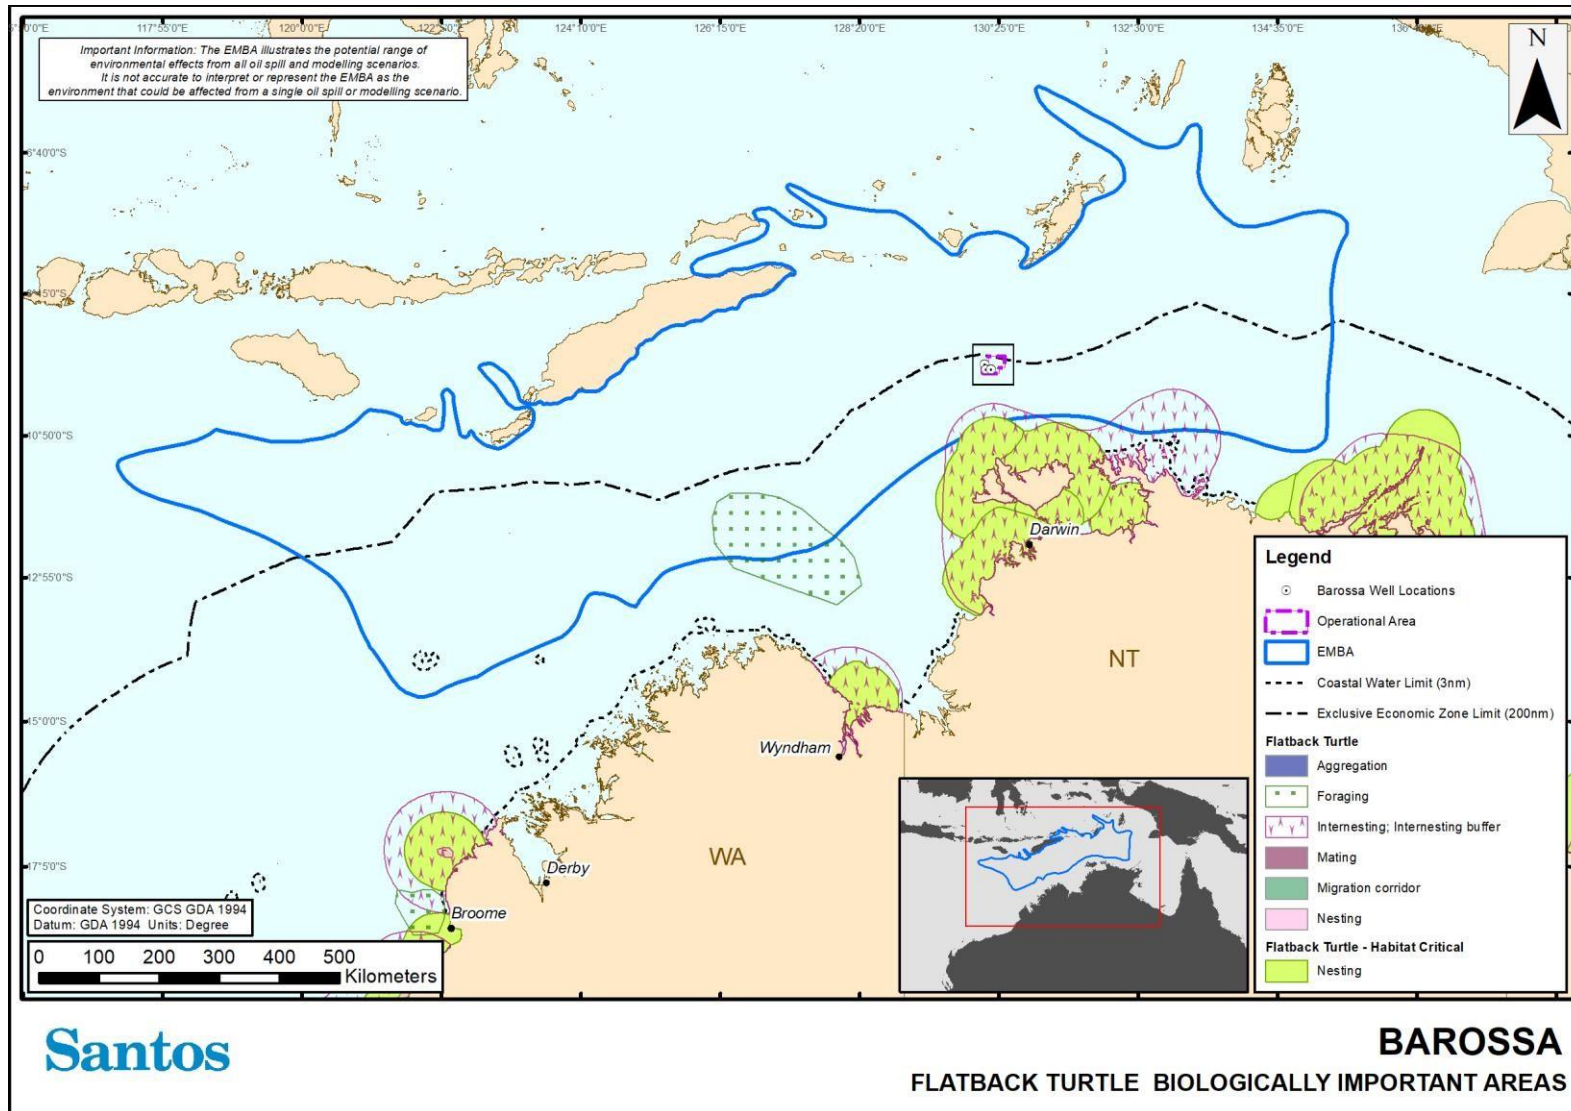 117°55'0"E
120°0'0"E
122°5'0"E
124°10'0"E
126°15'0"E
128°20'0"E
130°25'0"E
132°30'0"E
134°35'0"E
Important Information: The EMBA illustrates the potential range of
environmental effects from all oil spill and modelling scenarios.
It is not accurate to interpret or represent the EMBA as the
environment that could be affected from a single oil spill or modelling scenario.
N
6°40'0"S
10°50'0"S
Darwin
NT
Wyndham
WA
Derby
Broome
Legend
Barossa Well Locations
Operational Area
EMBA
Coastal Water Limit (3nm)
Exclusive Economic Zone Limit (200nm)
Flatback Turtle
Aggregation
Foraging
Internesting; Internesting buffer
Mating
Migration corridor
Nesting
Flatback Turtle - Habitat Critical
Nesting
Coordinate System: GCS GDA 1994
Datum: GDA 1994 Units: Degree
0 100 200 300 400 500
Kilometers
Santos
BAROSSA
FLATBACK TURTLE BIOLOGICALLY IMPORTANT AREAS